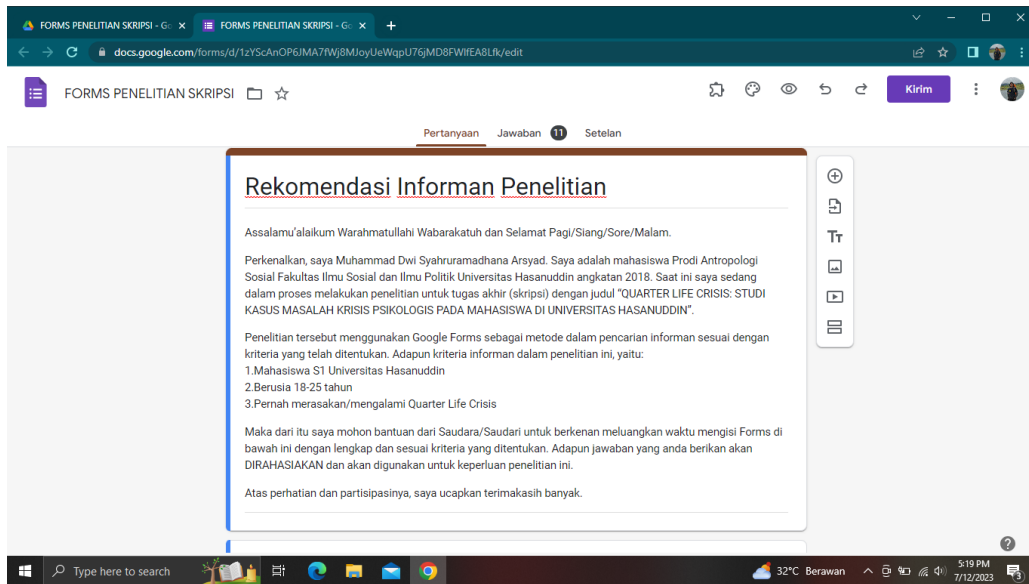 FORMS PENELITIAN SKRIPSI - Go
FORMS PENELITIAN SKRIPSI - Go
docs.google.com/forms/d/1zYScAnOP6JMA7fWj8MJoyUeWqpU76jMD8FWIfEA8Lfk/edit
FORMS PENELITIAN SKRIPSI
Kirim
Pertanyaan Jawaban 11 Setelan
Rekomendasi Informan Penelitian
Assalamu'alaikum Warahmatullahi Wabarakatuh dan Selamat Pagi/Siang/Sore/Malam.
Perkenalkan, saya Muhammad Dwi Syahruramadhana Arsyad. Saya adalah mahasiswa Prodi Antropologi
Sosial Fakultas Ilmu Sosial dan Ilmu Politik Universitas Hasanuddin angkatan 2018. Saat ini saya sedang
dalam proses melakukan penelitian untuk tugas akhir (skripsi) dengan judul “QUARTER LIFE CRISIS: STUDI
KASUS MASALAH KRISIS PSIKOLOGIS PADA MAHASISWA DI UNIVERSITAS HASANUDDIN”.
Penelitian tersebut menggunakan Google Forms sebagai metode dalam pencarian informan sesuai dengan
kriteria yang telah ditentukan. Adapun kriteria informan dalam penelitian ini, yaitu:
1.Mahasiswa S1 Universitas Hasanuddin
2.Berusia 18-25 tahun
3.Pernah merasakan/mengalami Quarter Life Crisis
Maka dari itu saya mohon bantuan dari Saudara/Saudari untuk berkenan meluangkan waktu mengisi Forms di
bawah ini dengan lengkap dan sesuai kriteria yang ditentukan. Adapun jawaban yang anda berikan akan
DIRAHASIAKAN dan akan digunakan untuk keperluan penelitian ini.
Atas perhatian dan partisipasinya, saya ucapkan terimakasih banyak.
Type here to search
32°C Berawan
5:19 PM
7/12/2023